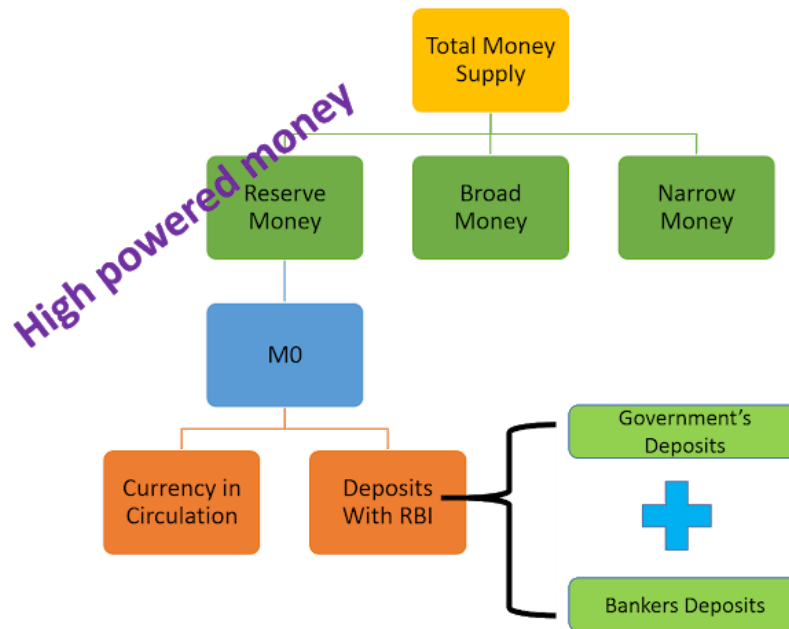 Total Money
Supply
High powered money
Reserve
Money
Broad
Money
Narrow
Money
M0
Currency in
Circulation
Deposits
With RBI
Government's
Deposits
Bankers Deposits